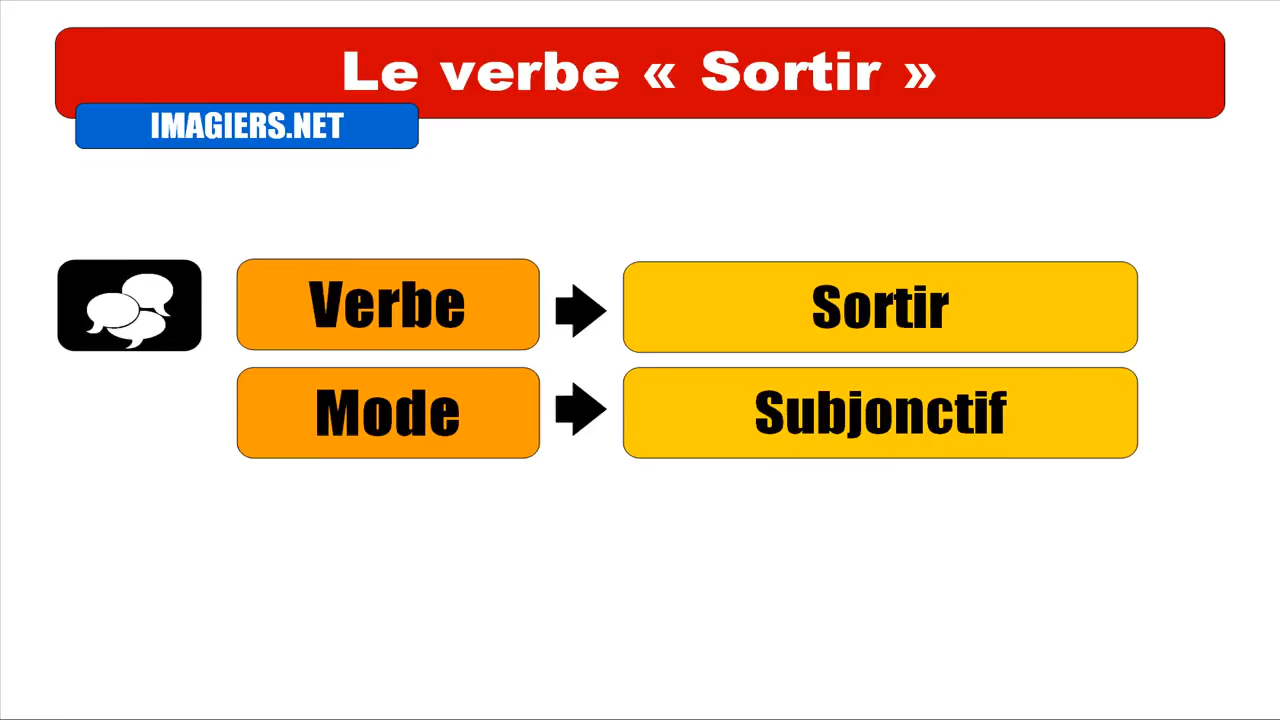 Le verbe « Sortir »
IMAGIERS.NET
Verbe Sortir
Mode Subjonctif